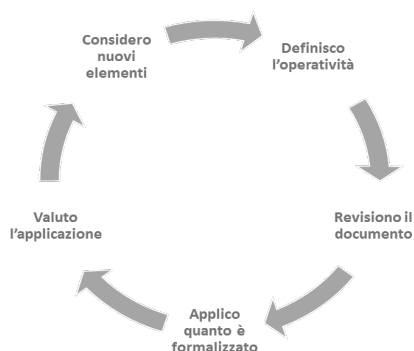 Considero
nuovi
elementi
Definisco
l'operatività
Revisiono il
documento
Applico
quanto è
formalizzato
Valuto
l'applicazione